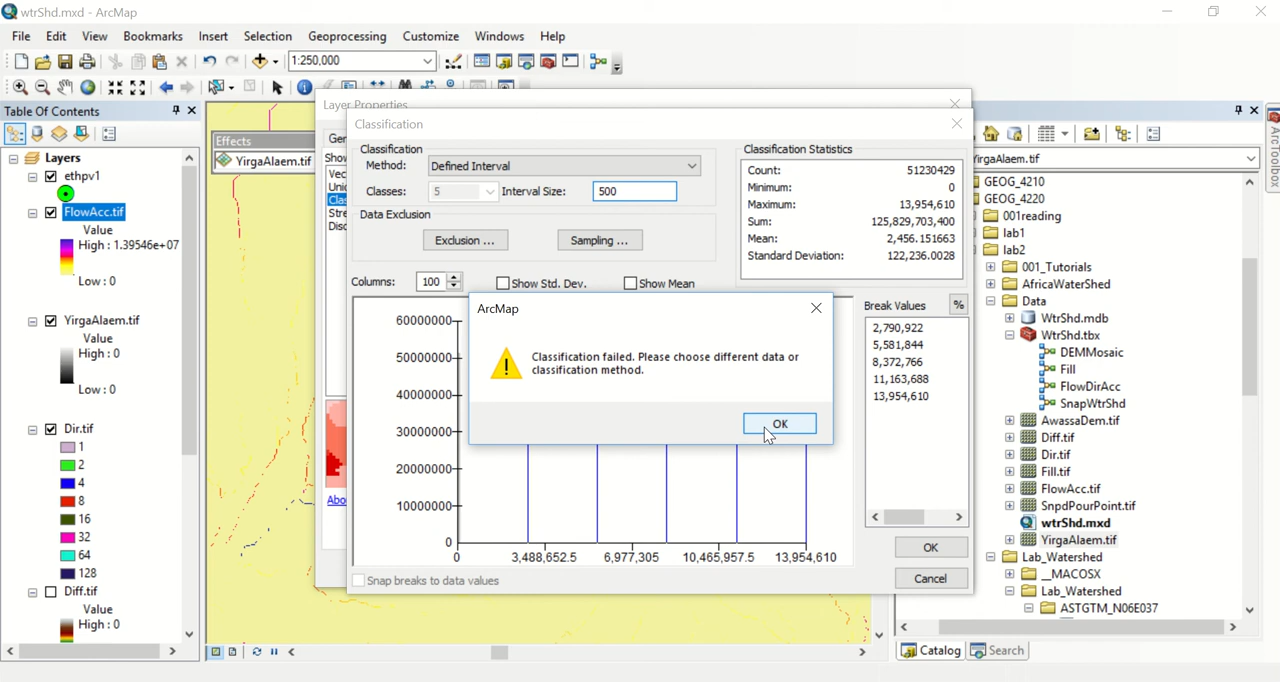 wtrShd.mxd - ArcMap
File Edit View Bookmarks Insert Selection Geoprocessing Customize Windows Help
1:250,000
Table Of Contents
Layers
ethpv1
FlowAcc.tif
Value
High : 1.39546e+07
Low : 0
YirgaAlaem.tif
Value
High : 0
Low : 0
Dir.tif
1
2
4
8
16
32
64
128
Diff.tif
Value
High : 0
Effects
YirgaAlaem.tif
Layer Properties
Classification
Classification
Method: Defined Interval
Classes: 5 Interval Size: 500
Data Exclusion
Exclusion ... Sampling ...
Columns: 100 Show Std. Dev. Show Mean
Classification Statistics
Count: 51230429
Minimum: 0
Maximum: 13,954,610
Sum: 125,829,703,400
Mean: 2,456.151663
Standard Deviation: 122,236.0028
60000000
50000000
40000000
30000000
20000000
10000000
0
0 3,488,652.5 6,977,305 10,465,957.5 13,954,610
Snap breaks to data values
ArcMap
Classification failed. Please choose different data or
classification method.
OK
Break Values %
2,790,922
5,581,844
8,372,766
11,163,688
13,954,610
OK
Cancel
ArcToolbox
GEOG_4210
GEOG_4220
001reading
lab1
lab2
001_Tutorials
AfricaWaterShed
Data
WtrShd.mdb
WtrShd.tbx
DEMMosaic
Fill
FlowDirAcc
SnapWtrShd
AwassaDem.tif
Diff.tif
Dir.tif
Fill.tif
FlowAcc.tif
SnpdPourPoint.tif
wtrShd.mxd
YirgaAlaem.tif
Lab_Watershed
__MACOSX
Lab_Watershed
ASTGTM_N06E037
Catalog Search